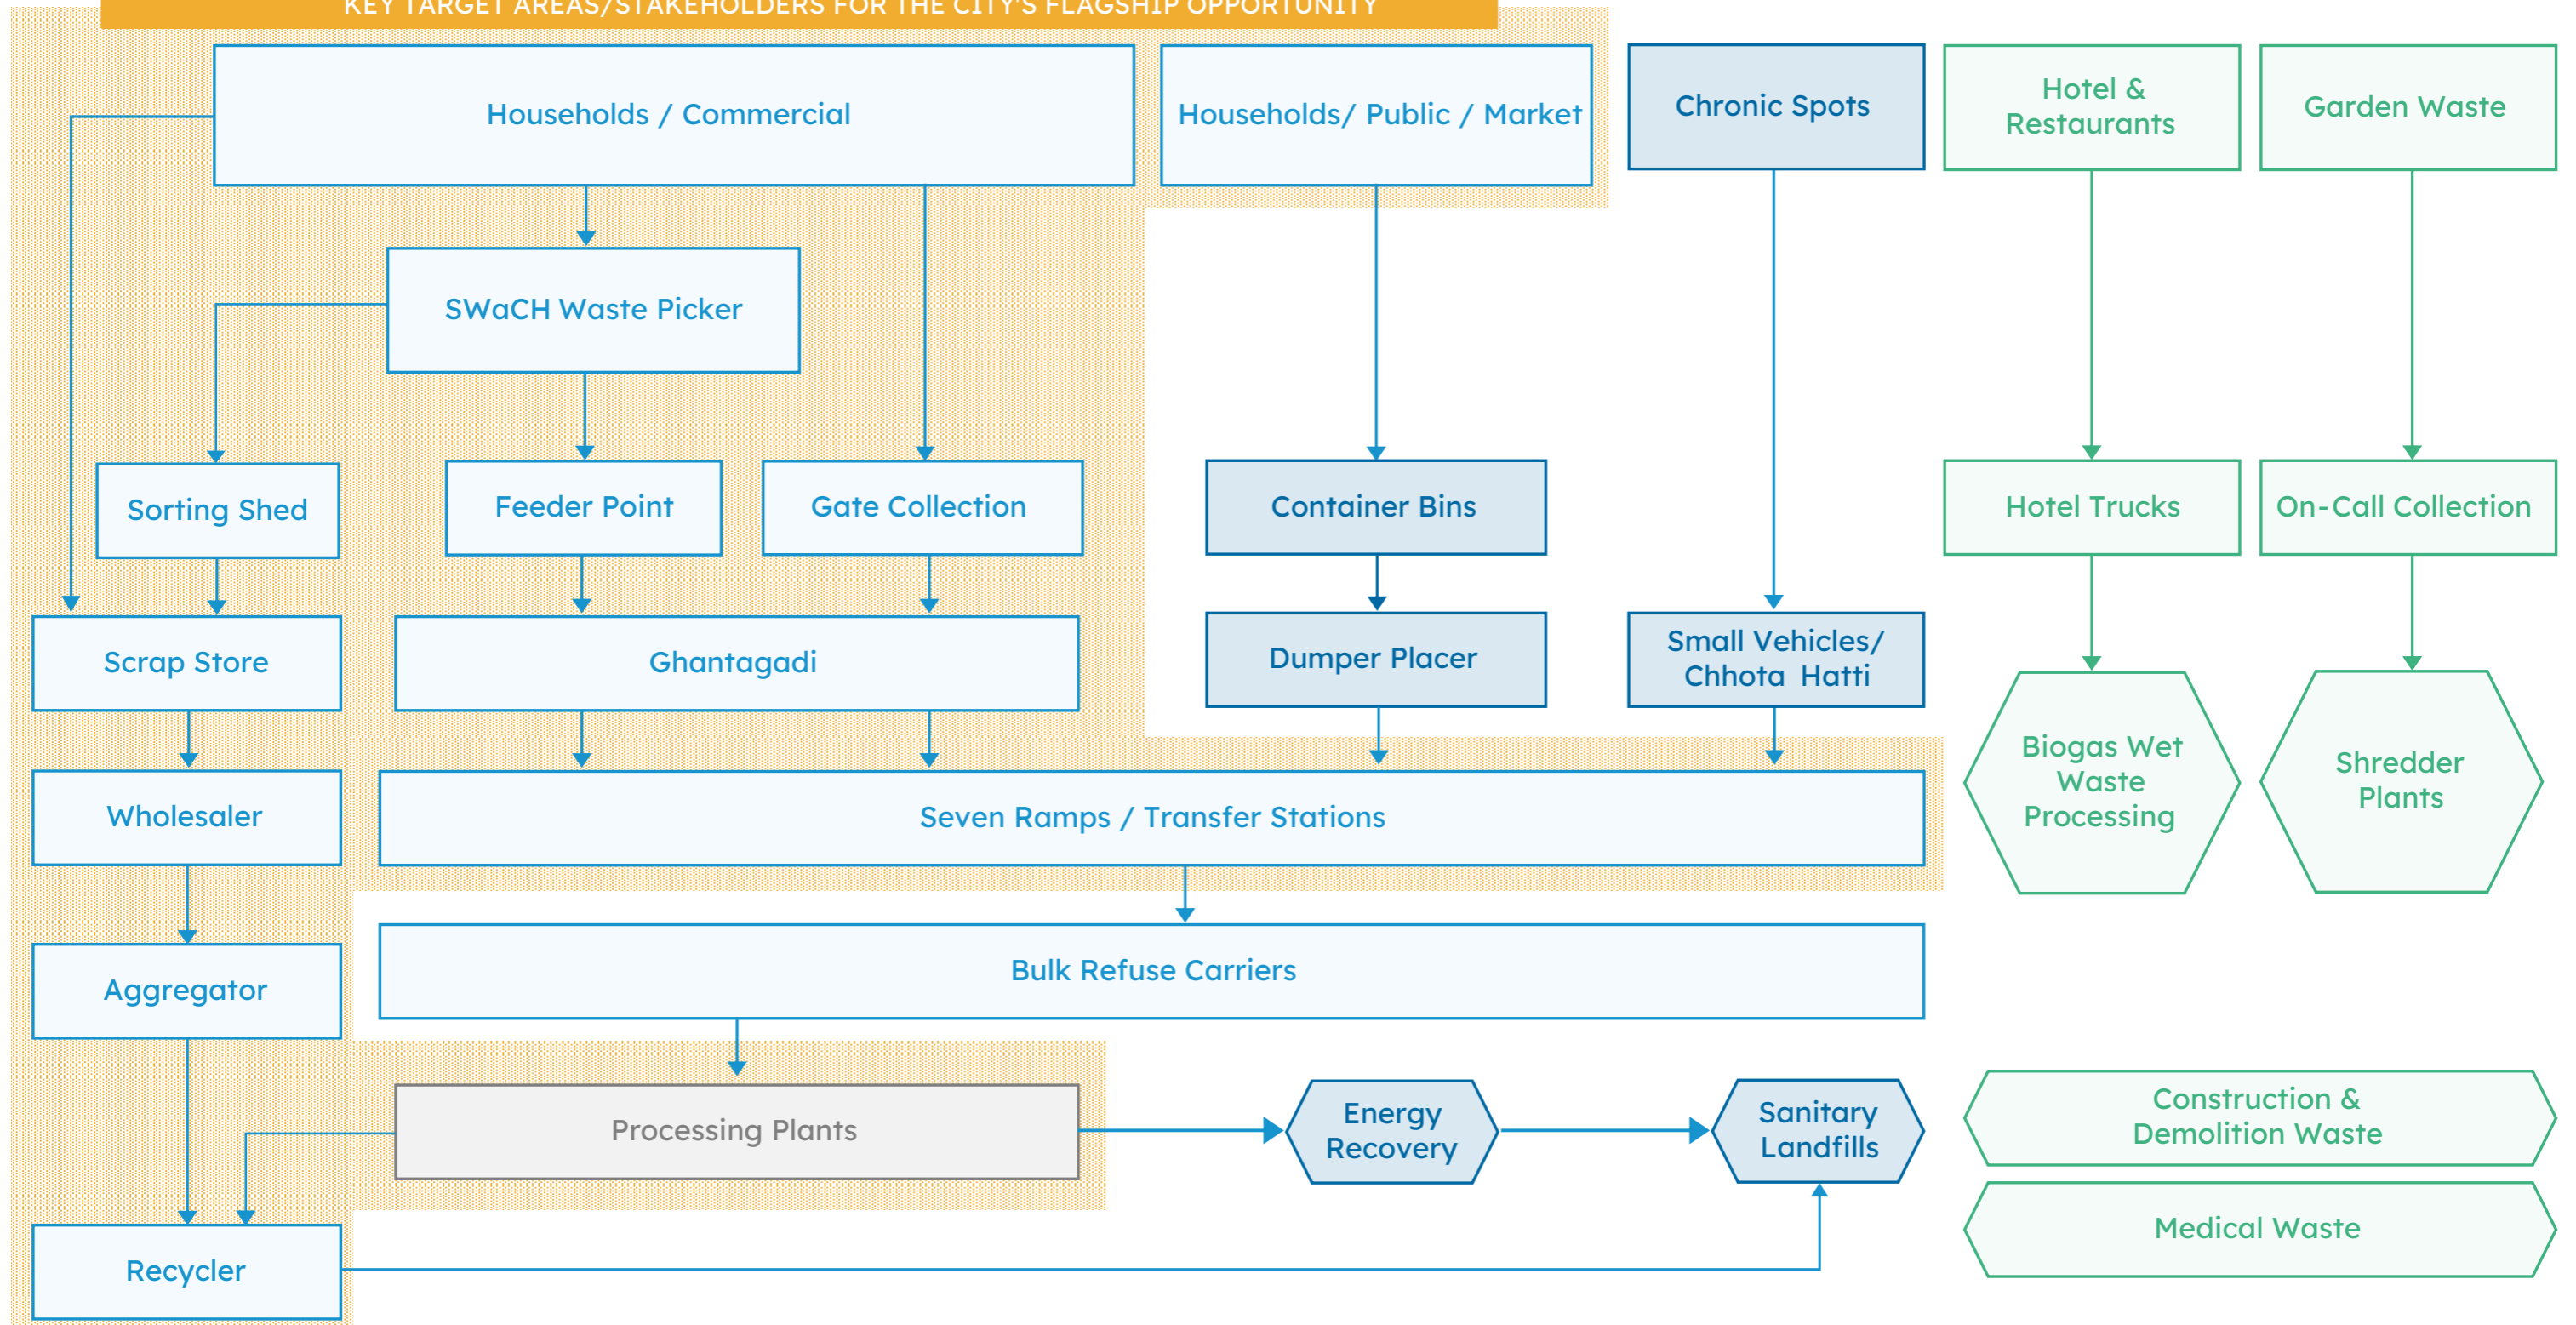 KEY TARGET AREAS/STAKEHOLDERS FOR THE CITY'S FLAGSHIP OPPORTUNITY
Households / Commercial
Households/ Public / Market
Chronic Spots
Hotel &
Restaurants
Garden Waste
SWaCH Waste Picker
Sorting Shed
Feeder Point
Gate Collection
Container Bins
Hotel Trucks
On-Call Collection
Scrap Store
Ghantagadi
Dumper Placer
Small Vehicles/
Chhota Hatti
Biogas Wet
Waste
Processing
Shredder
Plants
Wholesaler
Seven Ramps / Transfer Stations
Aggregator
Bulk Refuse Carriers
Processing Plants
Energy
Recovery
Sanitary
Landfills
Construction &
Demolition Waste
Medical Waste
Recycler